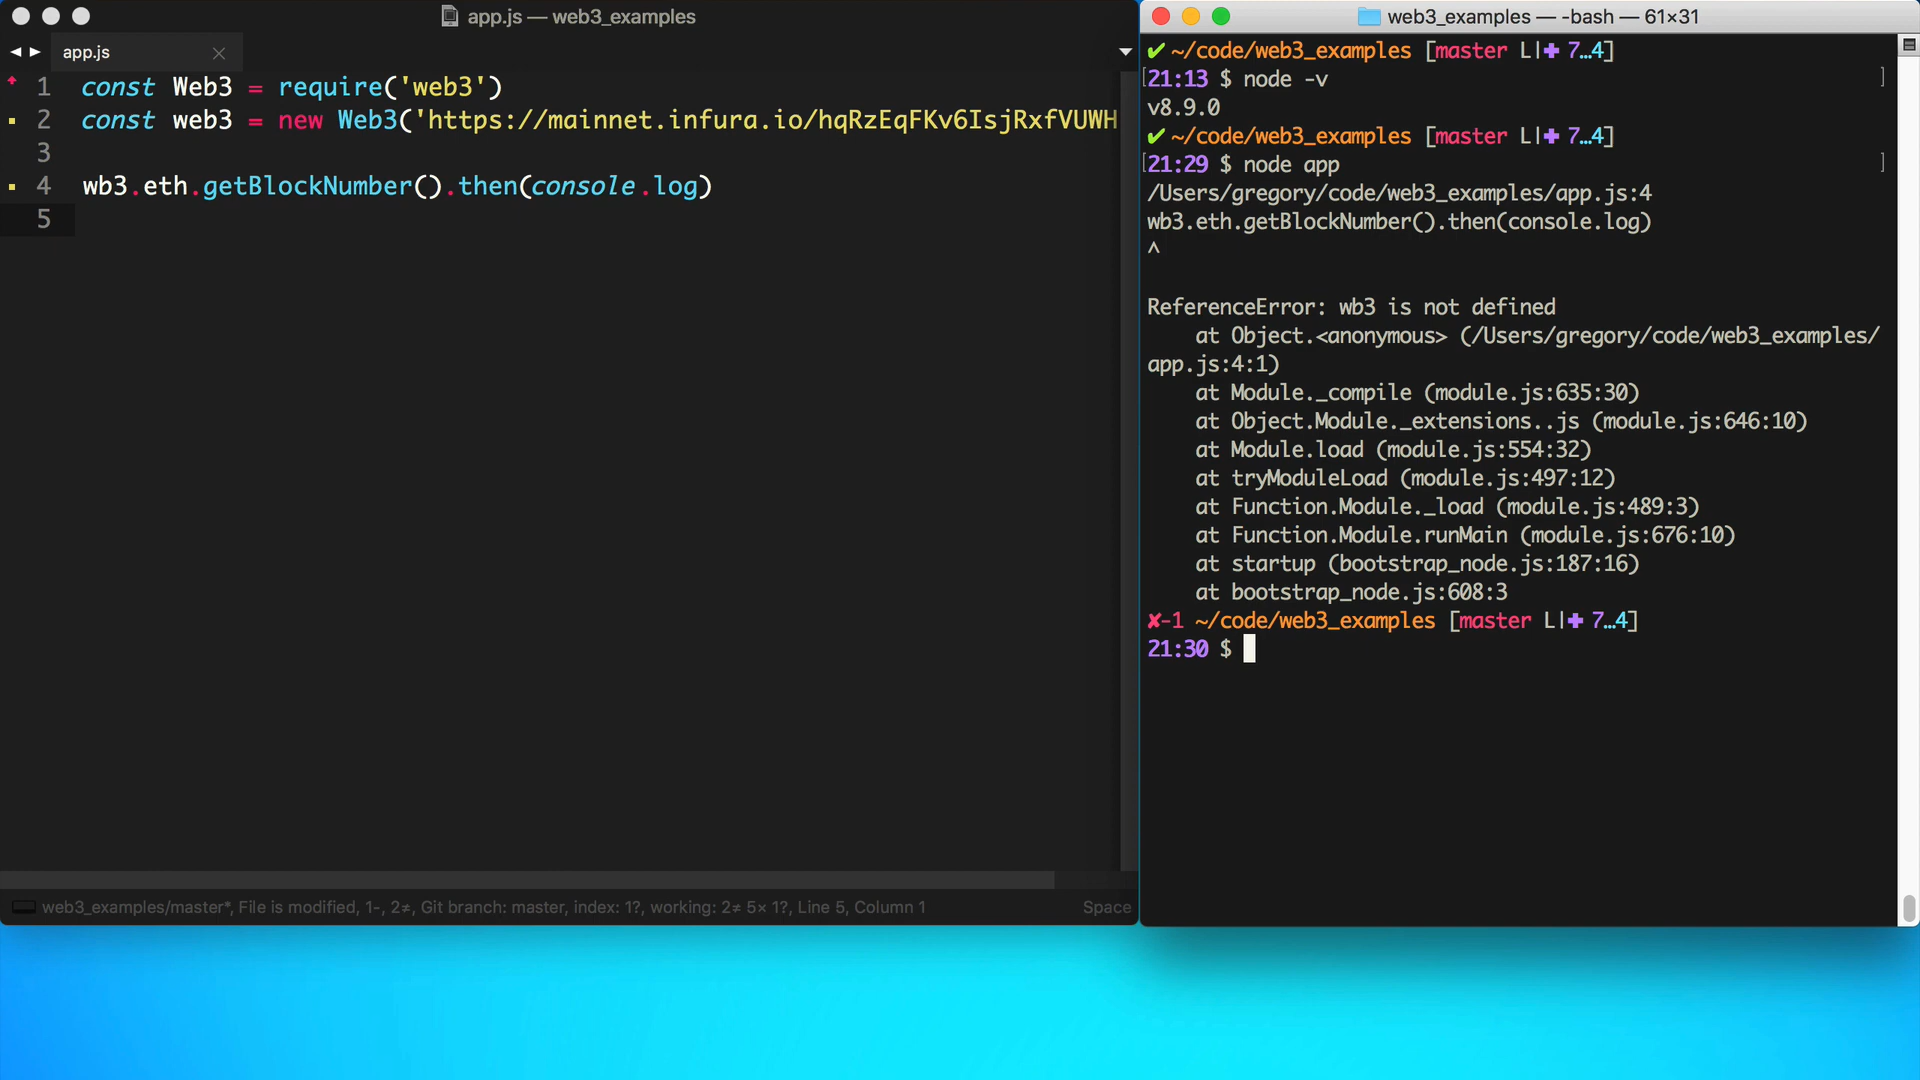 app.js — web3_examples
app.js
1 const Web3 = require('web3')
2 const web3 = new Web3('https://mainnet.infura.io/hqRzEqFKv6IsjRxfVUWH
3
4 wb3.eth.getBlockNumber().then(console.log)
5
web3_examples/master*, File is modified, 1-, 2≠, Git branch: master, index: 1?, working: 2≠ 5× 1?, Line 5, Column 1
Space
web3_examples — -bash — 61×31
✔ ~/code/web3_examples [master L|✚ 7…4]
[21:13 $ node -v ]
v8.9.0
✔ ~/code/web3_examples [master L|✚ 7…4]
[21:29 $ node app ]
/Users/gregory/code/web3_examples/app.js:4
wb3.eth.getBlockNumber().then(console.log)
^
ReferenceError: wb3 is not defined
at Object.<anonymous> (/Users/gregory/code/web3_examples/
app.js:4:1)
at Module._compile (module.js:635:30)
at Object.Module._extensions..js (module.js:646:10)
at Module.load (module.js:554:32)
at tryModuleLoad (module.js:497:12)
at Function.Module._load (module.js:489:3)
at Function.Module.runMain (module.js:676:10)
at startup (bootstrap_node.js:187:16)
at bootstrap_node.js:608:3
✘-1 ~/code/web3_examples [master L|✚ 7…4]
21:30 $